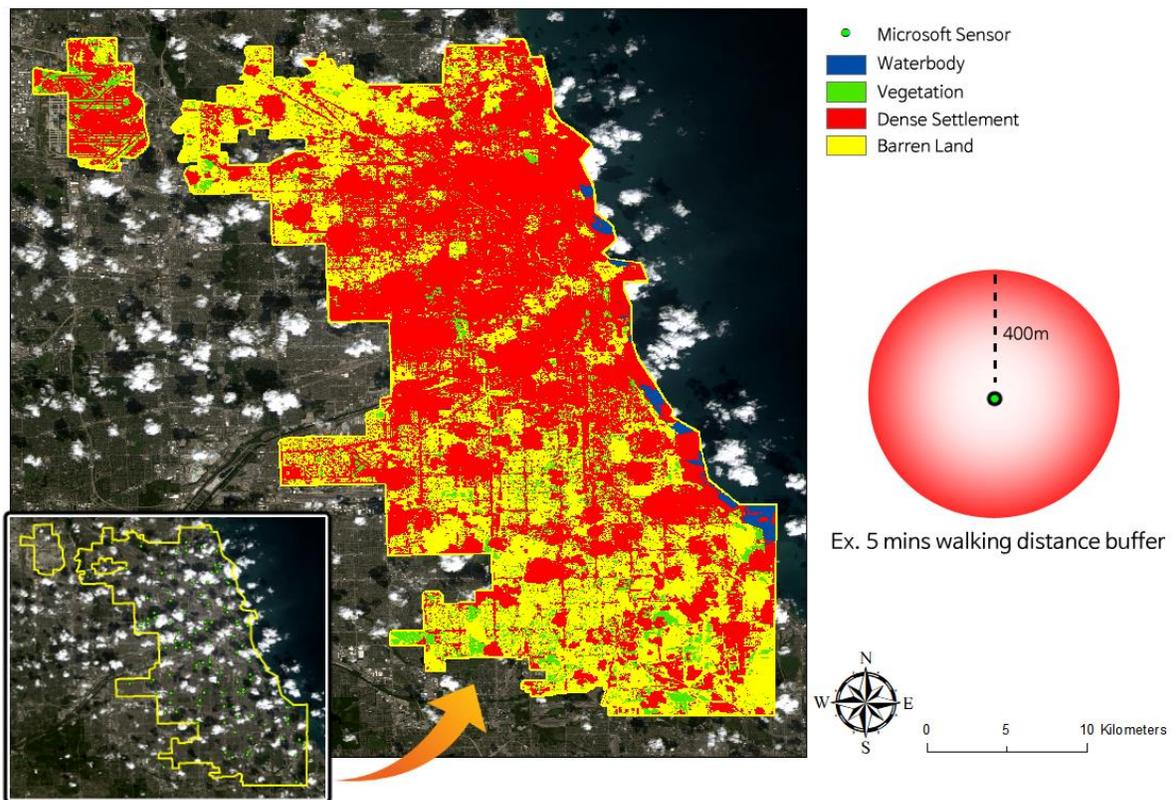 Microsoft Sensor
Waterbody
Vegetation
Dense Settlement
Barren Land
400m
Ex. 5 mins walking distance buffer
N
W E
S
0 5 10 Kilometers